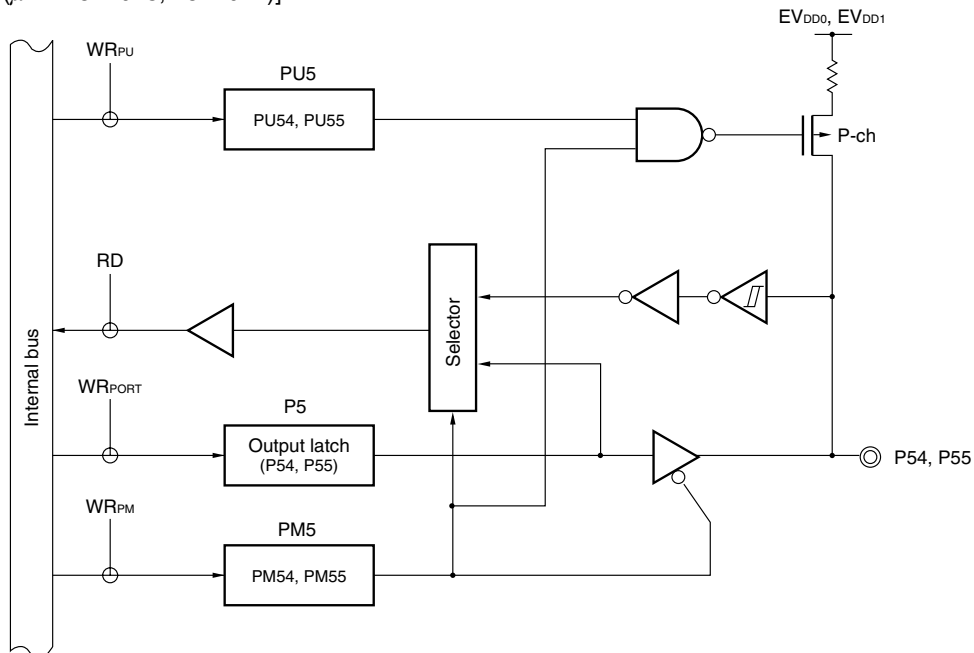 EVDD0, EVDD1
WRPU
PU5
PU54, PU55
P-ch
RD
Selector
Internal bus
WRPORT
P5
Output latch
(P54, P55)
P54, P55
WRPM
PM5
PM54, PM55